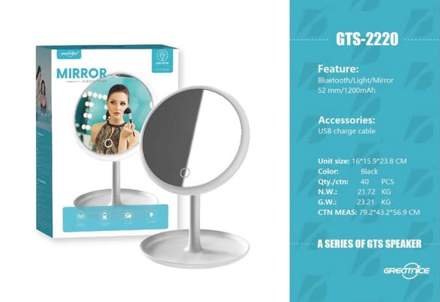 GREATNICE
MIRROR
GTS-2220
Feature:
Bluetooth/Light/Mirror
52 mm/1200mAh
Accessories:
USB charge cable
Unit size: 16*15.9*23.8 CM
Color: Black
Qty./ctn: 40 PCS
N.W.: 21.72 KG
G.W.: 23.21 KG
CTN MEAS: 79.2*43.2*56.9 CM
A SERIES OF GTS SPEAKER
GREATNICE